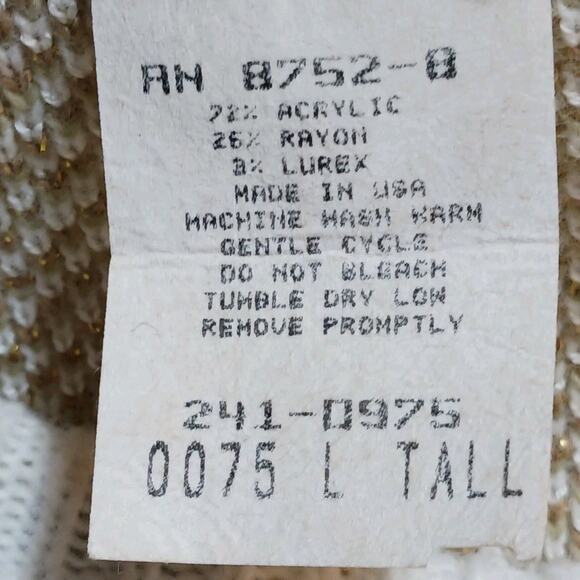 RN 8752-8
72% ACRYLIC
25% RAYON
3% LUREX
MADE IN USA
MACHINE WASH WARM
GENTLE CYCLE
DO NOT BLEACH
TUMBLE DRY LOW
REMOVE PROMPTLY
241-0975
0075 L TALL